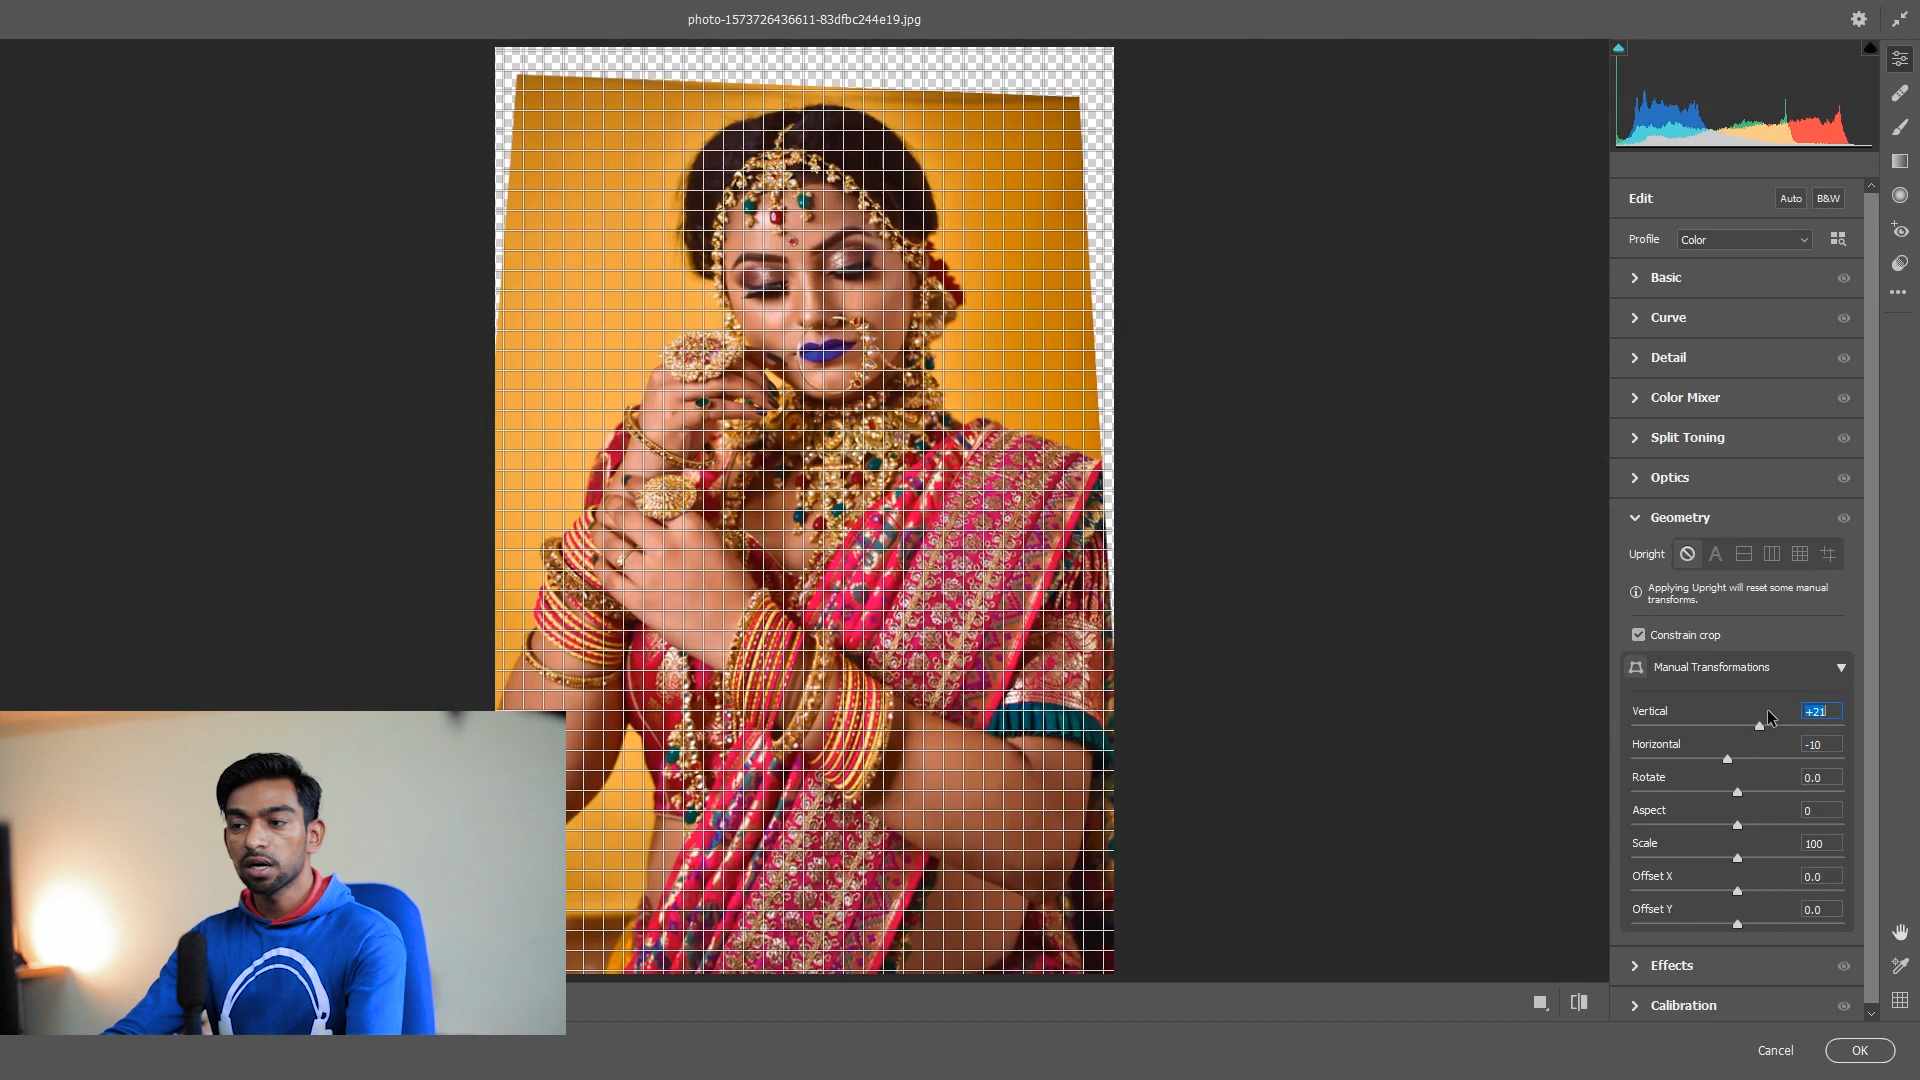 photo-1573726436611-83dfbc244e19.jpg
Edit
Auto
B&W
Profile
Color
Basic
Curve
Detail
Color Mixer
Split Toning
Optics
Geometry
Upright
A
Applying Upright will reset some manual
transforms.
Constrain crop
Manual Transformations
Vertical
+21
Horizontal
-10
Rotate
0.0
Aspect
0
Scale
100
Offset X
0.0
Offset Y
0.0
Effects
Calibration
Cancel
OK